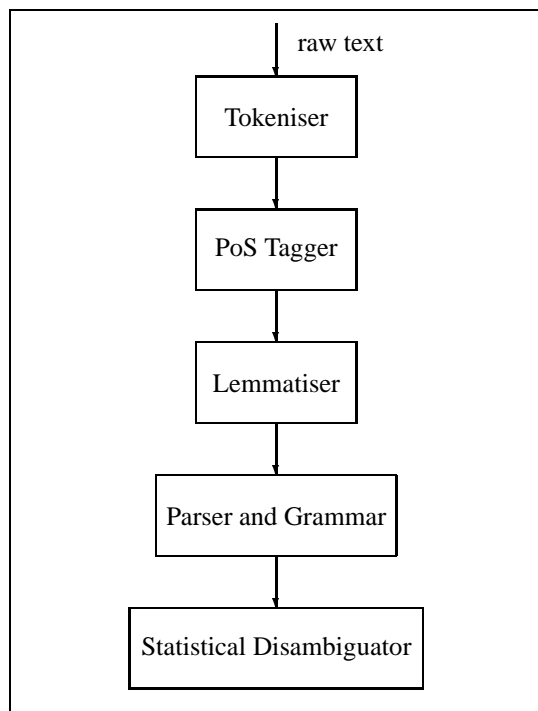 raw text
Tokeniser
PoS Tagger
Lemmatiser
Parser and Grammar
Statistical Disambiguator